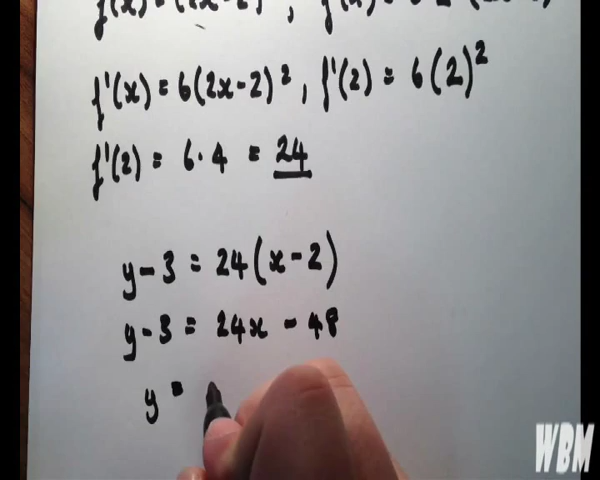 f'(x) = 6(2x-2)², f'(2) = 6(2)²
f'(2) = 6·4 = 24
y-3 = 24(x-2)
y-3 = 24x - 48
y =
WBM